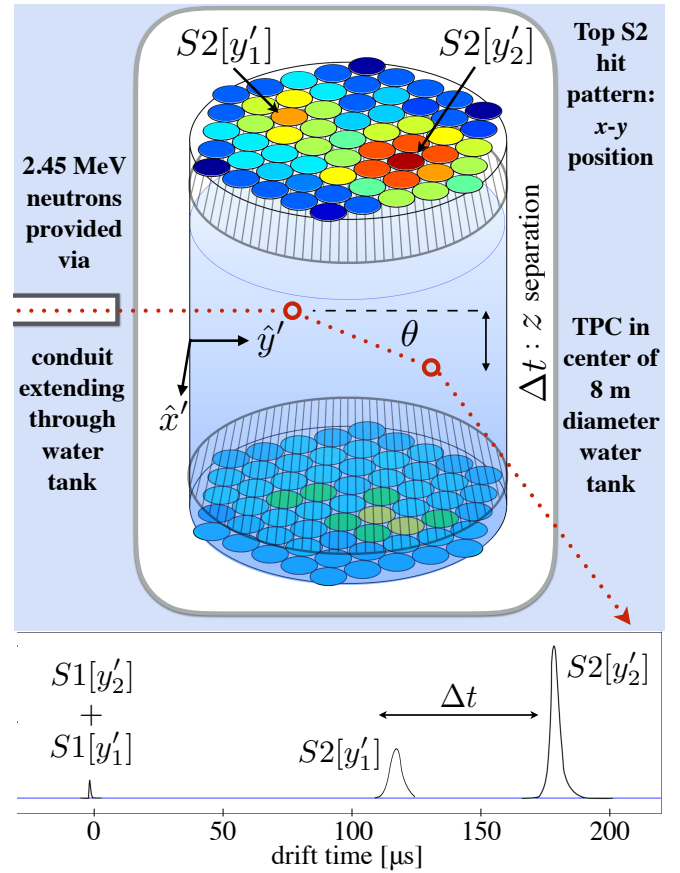 S2[y′₁]
S2[y′₂]
Top S2
hit
pattern:
x-y
position
2.45 MeV
neutrons
provided
via
conduit
extending
through
water
tank
ŷ′
x̂′
θ
Δt : z separation
TPC in
center of
8 m
diameter
water
tank
S1[y′₂]
+
S1[y′₁]
S2[y′₁]
Δt
S2[y′₂]
0 50 100 150 200
drift time [µs]